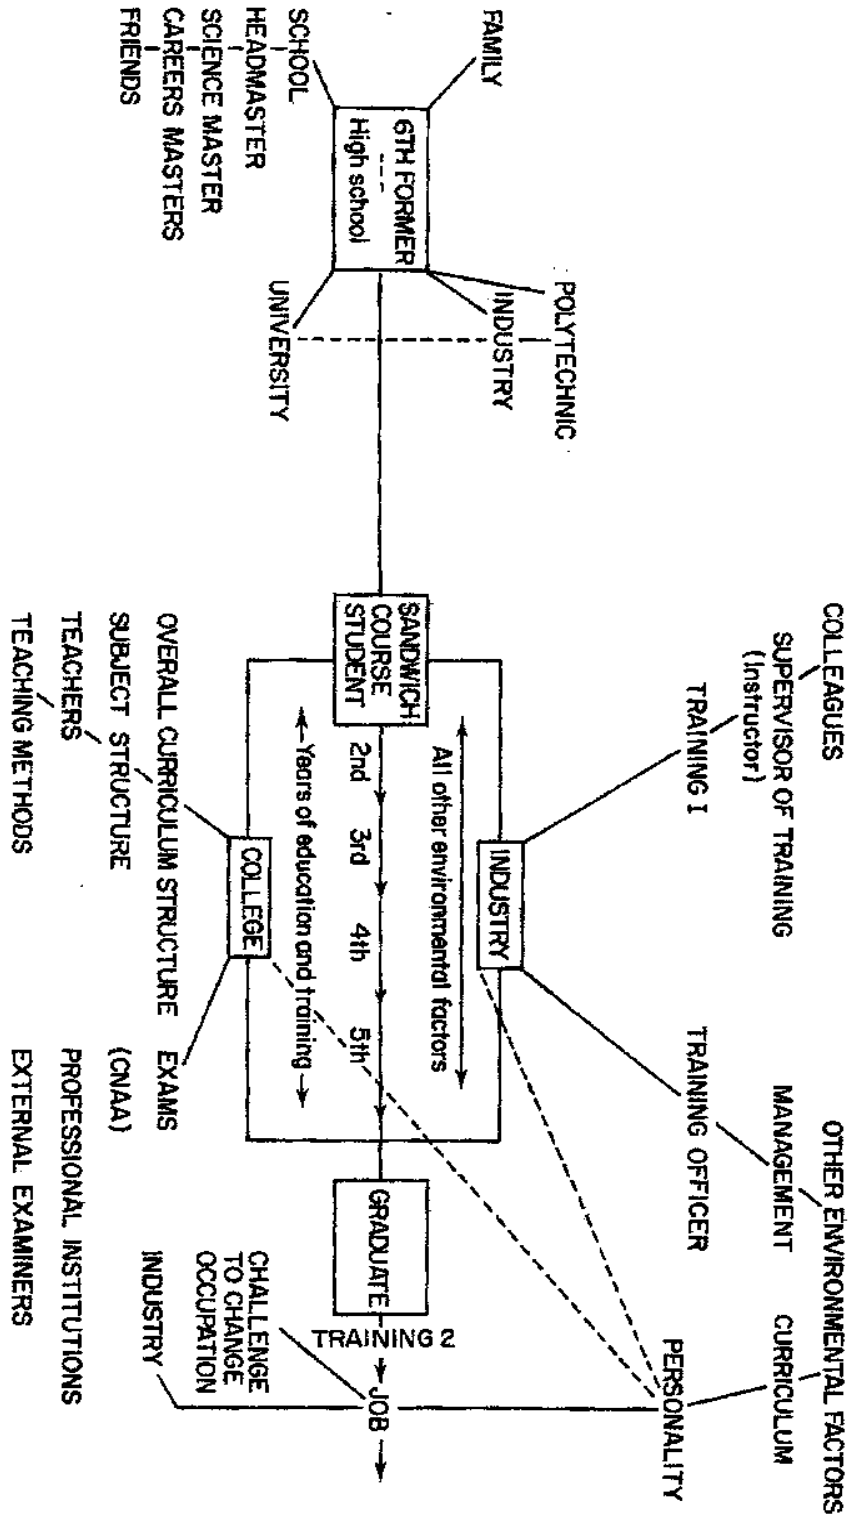 COLLEAGUES
SUPERVISOR OF TRAINING
(Instructor)
TRAINING I
OTHER ENVIRONMENTAL FACTORS
MANAGEMENT
CURRICULUM
TRAINING OFFICER
PERSONALITY
FAMILY
POLYTECHNIC
INDUSTRY
UNIVERSITY
6TH FORMER
High school
SCHOOL
HEADMASTER
SCIENCE MASTER
CAREERS MASTERS
FRIENDS
SANDWICH
COURSE
STUDENT
INDUSTRY
All other environmental factors
2nd 3rd 4th 5th
Years of education and training
COLLEGE
GRADUATE
TRAINING 2
JOB
CHALLENGE
TO CHANGE
OCCUPATION
INDUSTRY
OVERALL CURRICULUM STRUCTURE
SUBJECT STRUCTURE
TEACHERS
TEACHING METHODS
EXAMS
(CNAA)
PROFESSIONAL INSTITUTIONS
EXTERNAL EXAMINERS